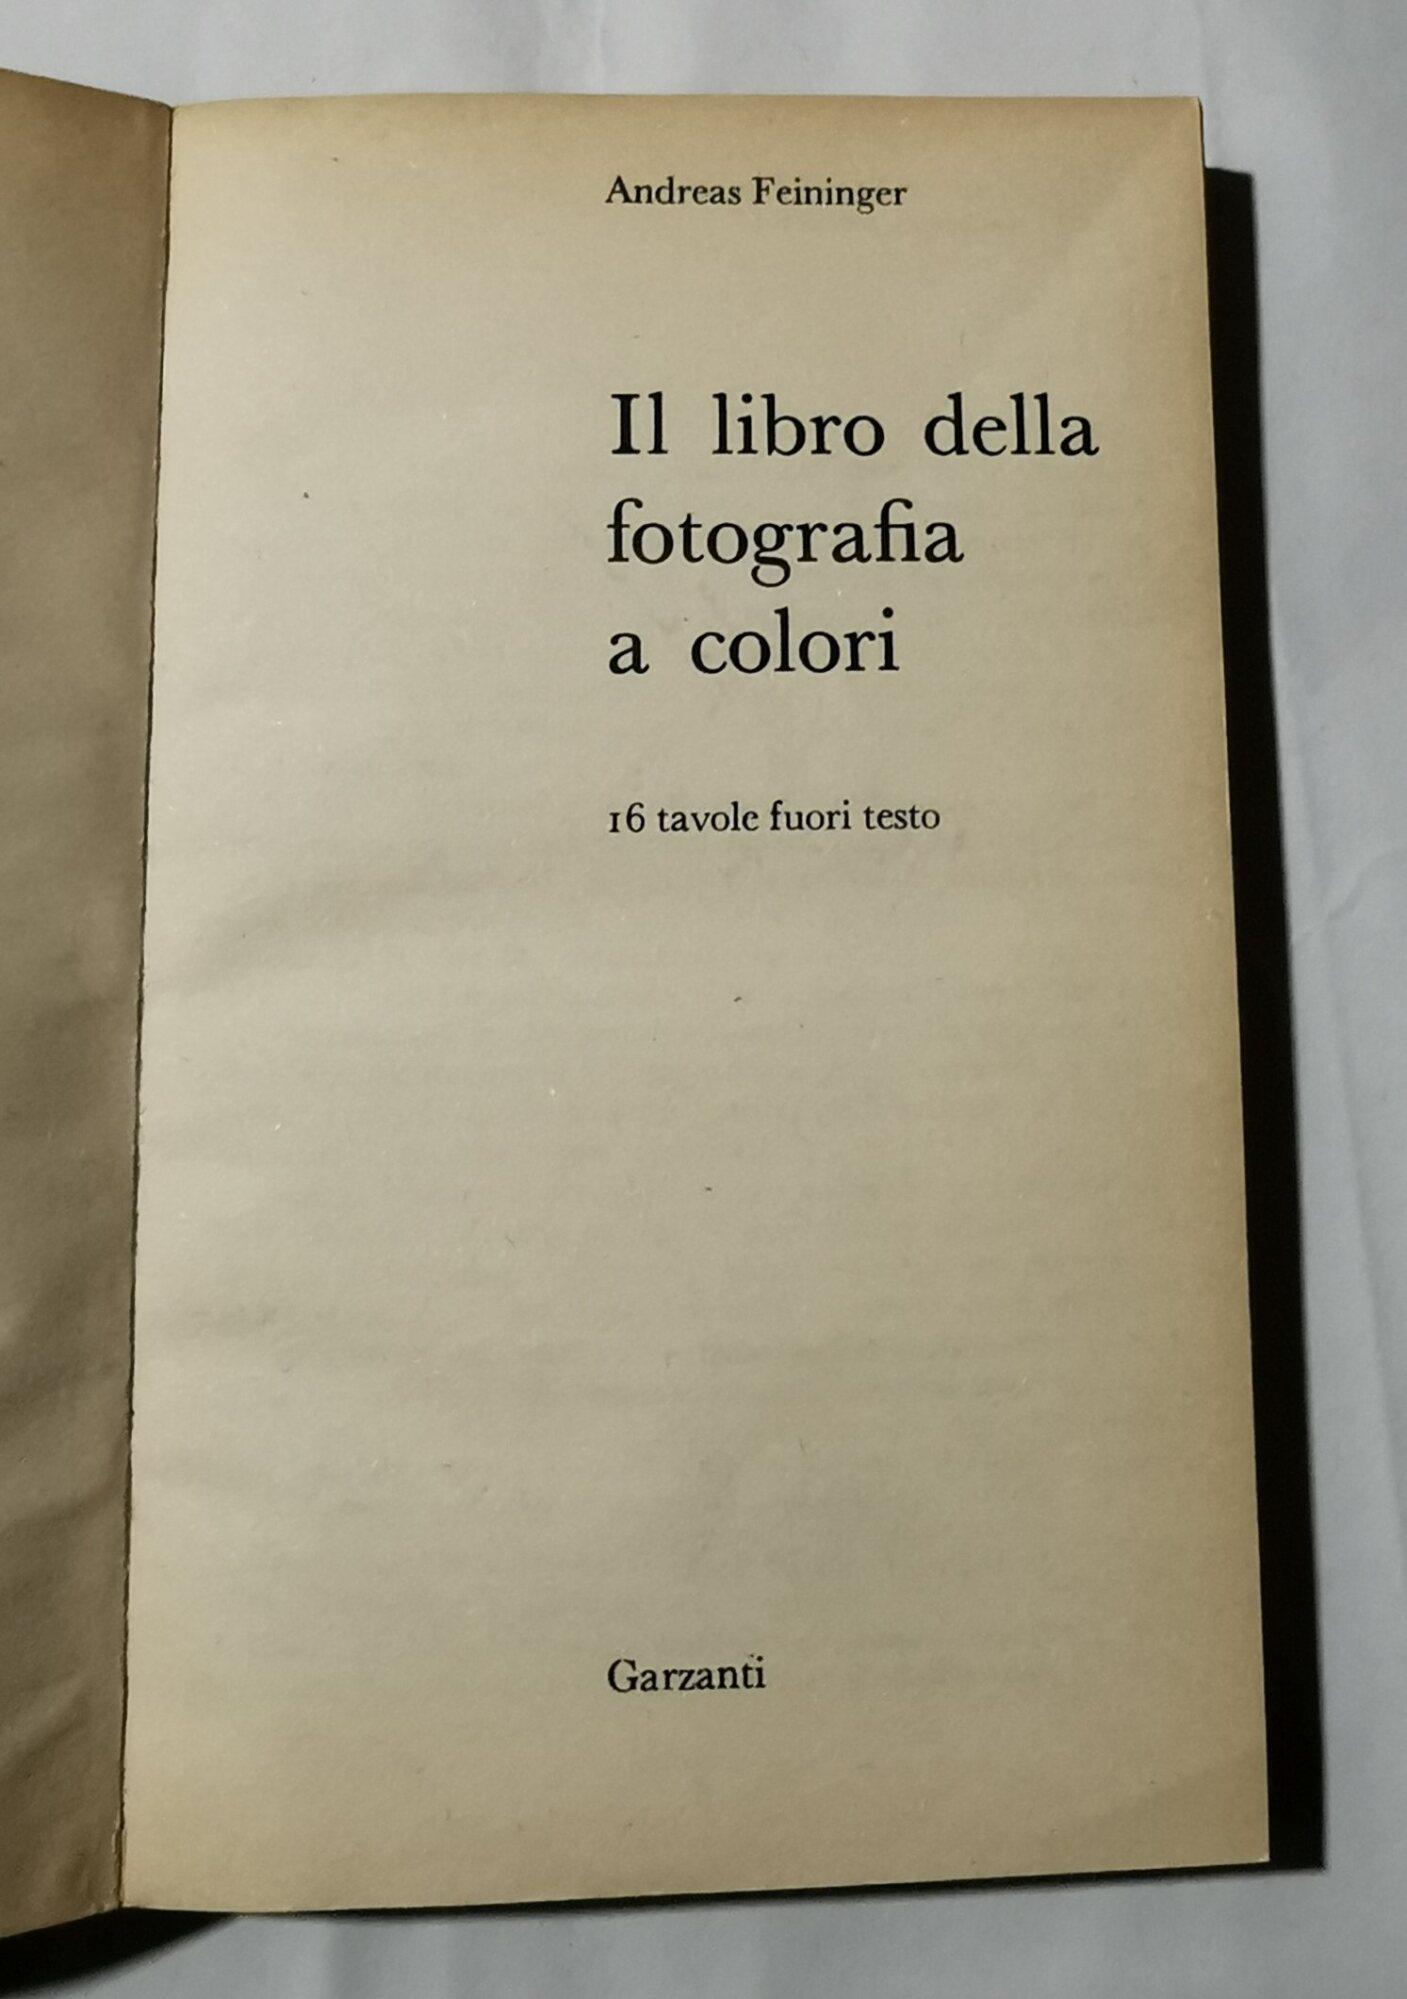 Andreas Feininger
Il libro della
fotografia
a colori
16 tavole fuori testo
Garzanti